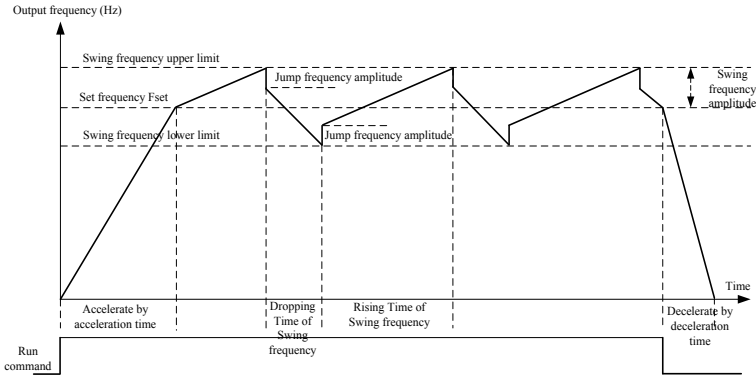 Output frequency (Hz)
Swing frequency upper limit
Jump frequency amplitude
Swing
frequency
amplitude
Set frequency Fset
Swing frequency lower limit
Jump frequency amplitude
Time
Accelerate by
acceleration time
Dropping
Time of
Swing
frequency
Rising Time of
Swing frequency
Decelerate by
deceleration
time
Run
command